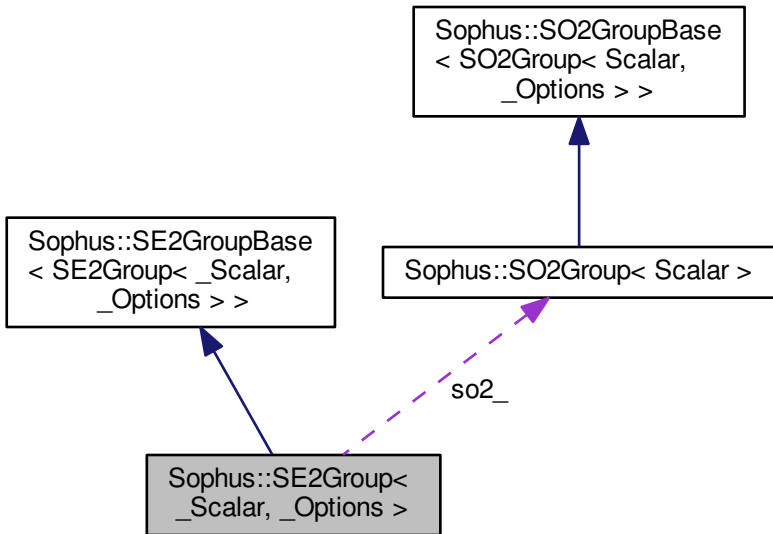 Sophus::SO2GroupBase
< SO2Group< Scalar,
_Options > >
Sophus::SE2GroupBase
< SE2Group< _Scalar,
_Options > >
Sophus::SO2Group< Scalar >
so2_
Sophus::SE2Group<
_Scalar, _Options >